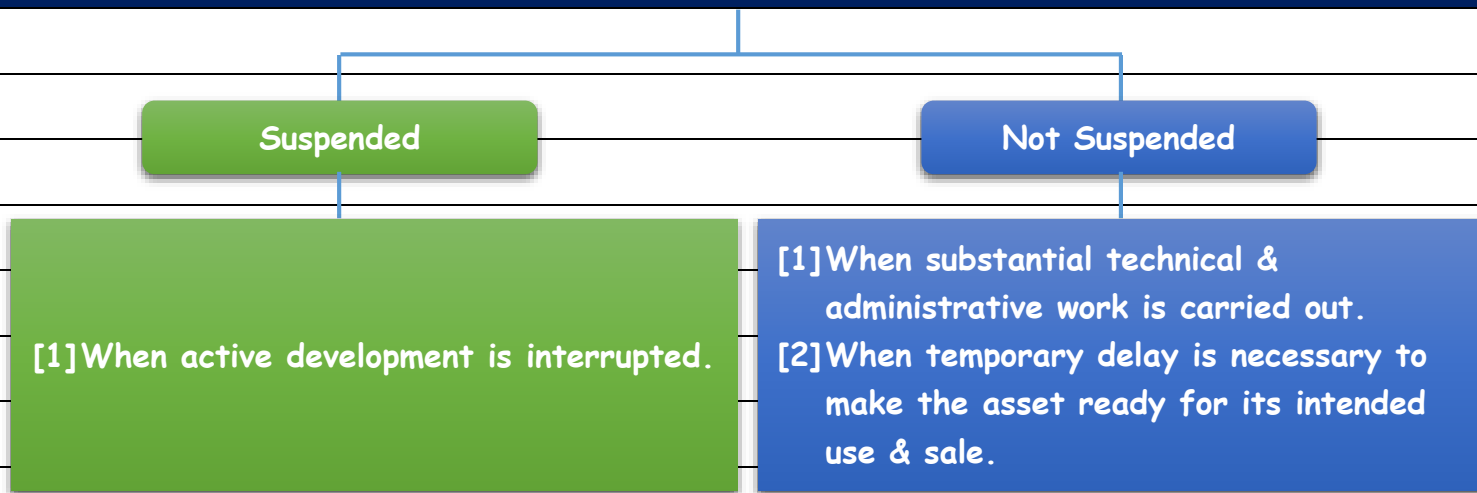 Suspended
Not Suspended
[1]When active development is interrupted.
[1]When substantial technical &
administrative work is carried out.
[2]When temporary delay is necessary to
make the asset ready for its intended
use & sale.